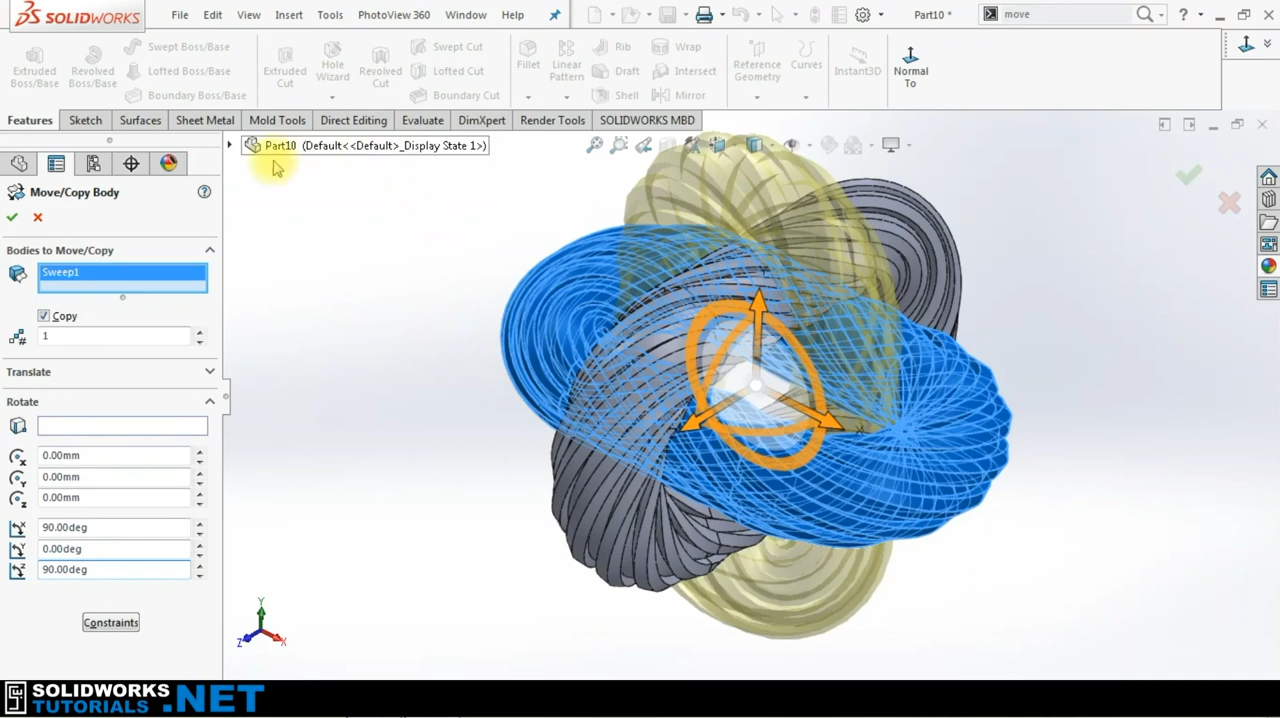 SOLIDWORKS File Edit View Insert Tools PhotoView 360 Window Help Part10 * move
Extruded Boss/Base
Revolved Boss/Base
Swept Boss/Base
Lofted Boss/Base
Boundary Boss/Base
Extruded Cut
Hole Wizard
Revolved Cut
Swept Cut
Lofted Cut
Boundary Cut
Fillet
Linear Pattern
Rib
Draft
Shell
Wrap
Intersect
Mirror
Reference Geometry
Curves
Instant3D
Normal To
Features Sketch Surfaces Sheet Metal Mold Tools Direct Editing Evaluate DimXpert Render Tools SOLIDWORKS MBD
Part10 (Default<<Default>_Display State 1>)
Move/Copy Body
Bodies to Move/Copy
Sweep1
Copy
1
Translate
Rotate
0.00mm
0.00mm
0.00mm
90.00deg
0.00deg
90.00deg
Constraints
Y
Z X
SOLIDWORKS
TUTORIALS .NET